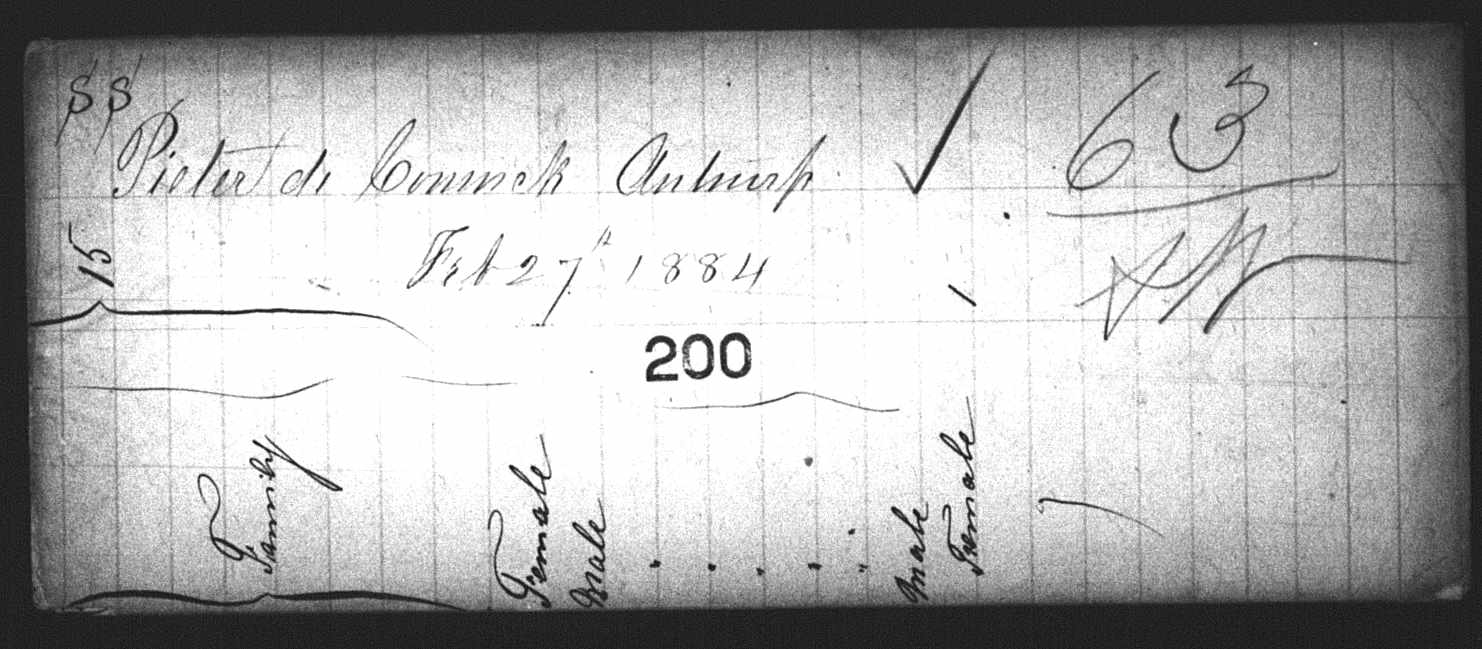 SS
Pieter de Coninck Antwerp
Feb 27th 1884
63
15
200
Family
Female
Male
Male
Female